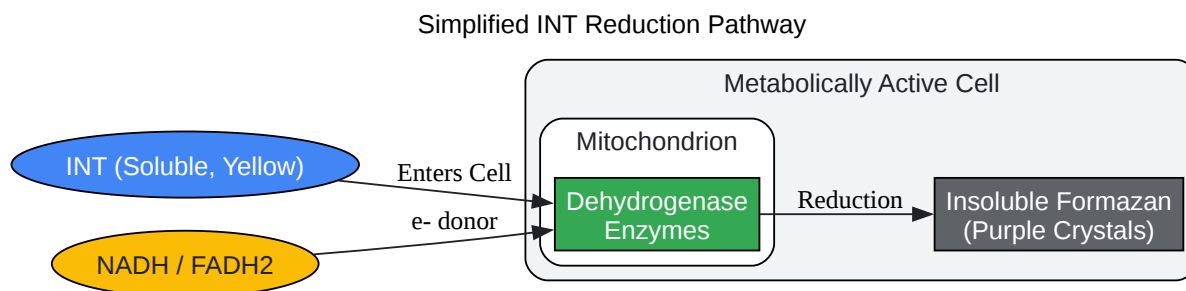 Simplified INT Reduction Pathway
Metabolically Active Cell
Mitochondrion
INT (Soluble, Yellow)
Enters Cell
Dehydrogenase
Enzymes
Reduction
Insoluble Formazan
(Purple Crystals)
e- donor
NADH / FADH2